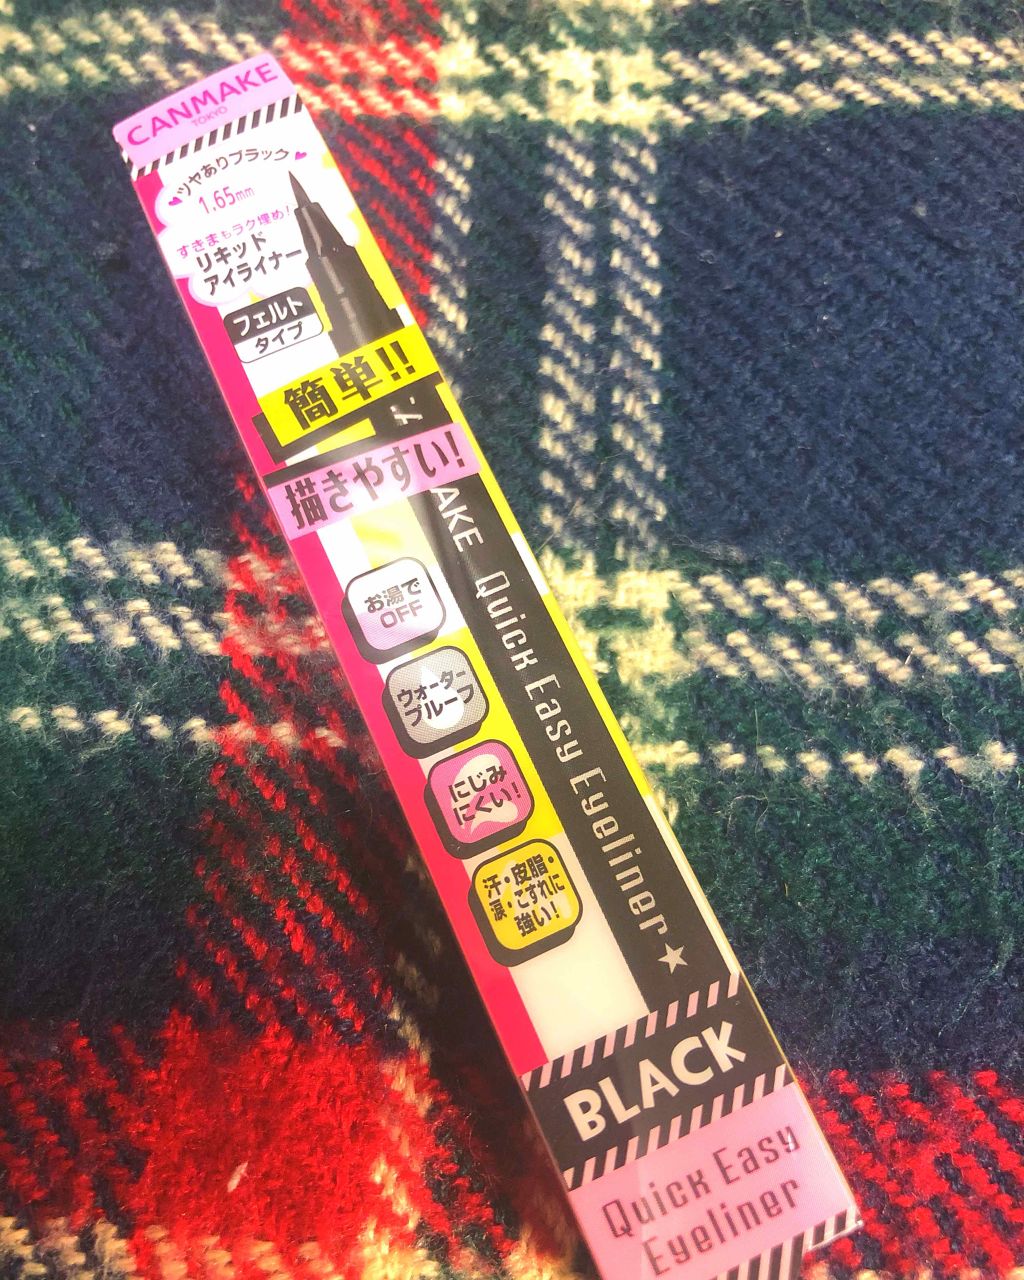 CANMAKE
TOKYO
ツヤありブラック
1.65mm
すきまもラク埋め!
リキッド
アイライナー
フェルト
タイプ
簡単!!
描きやすい!
AKE Quick Easy Eyeliner★
お湯で
OFF
ウォーター
プルーフ
にじみ
にくい!
汗・皮脂・
涙・こすれに
強い!
BLACK
Quick Easy
Eyeliner